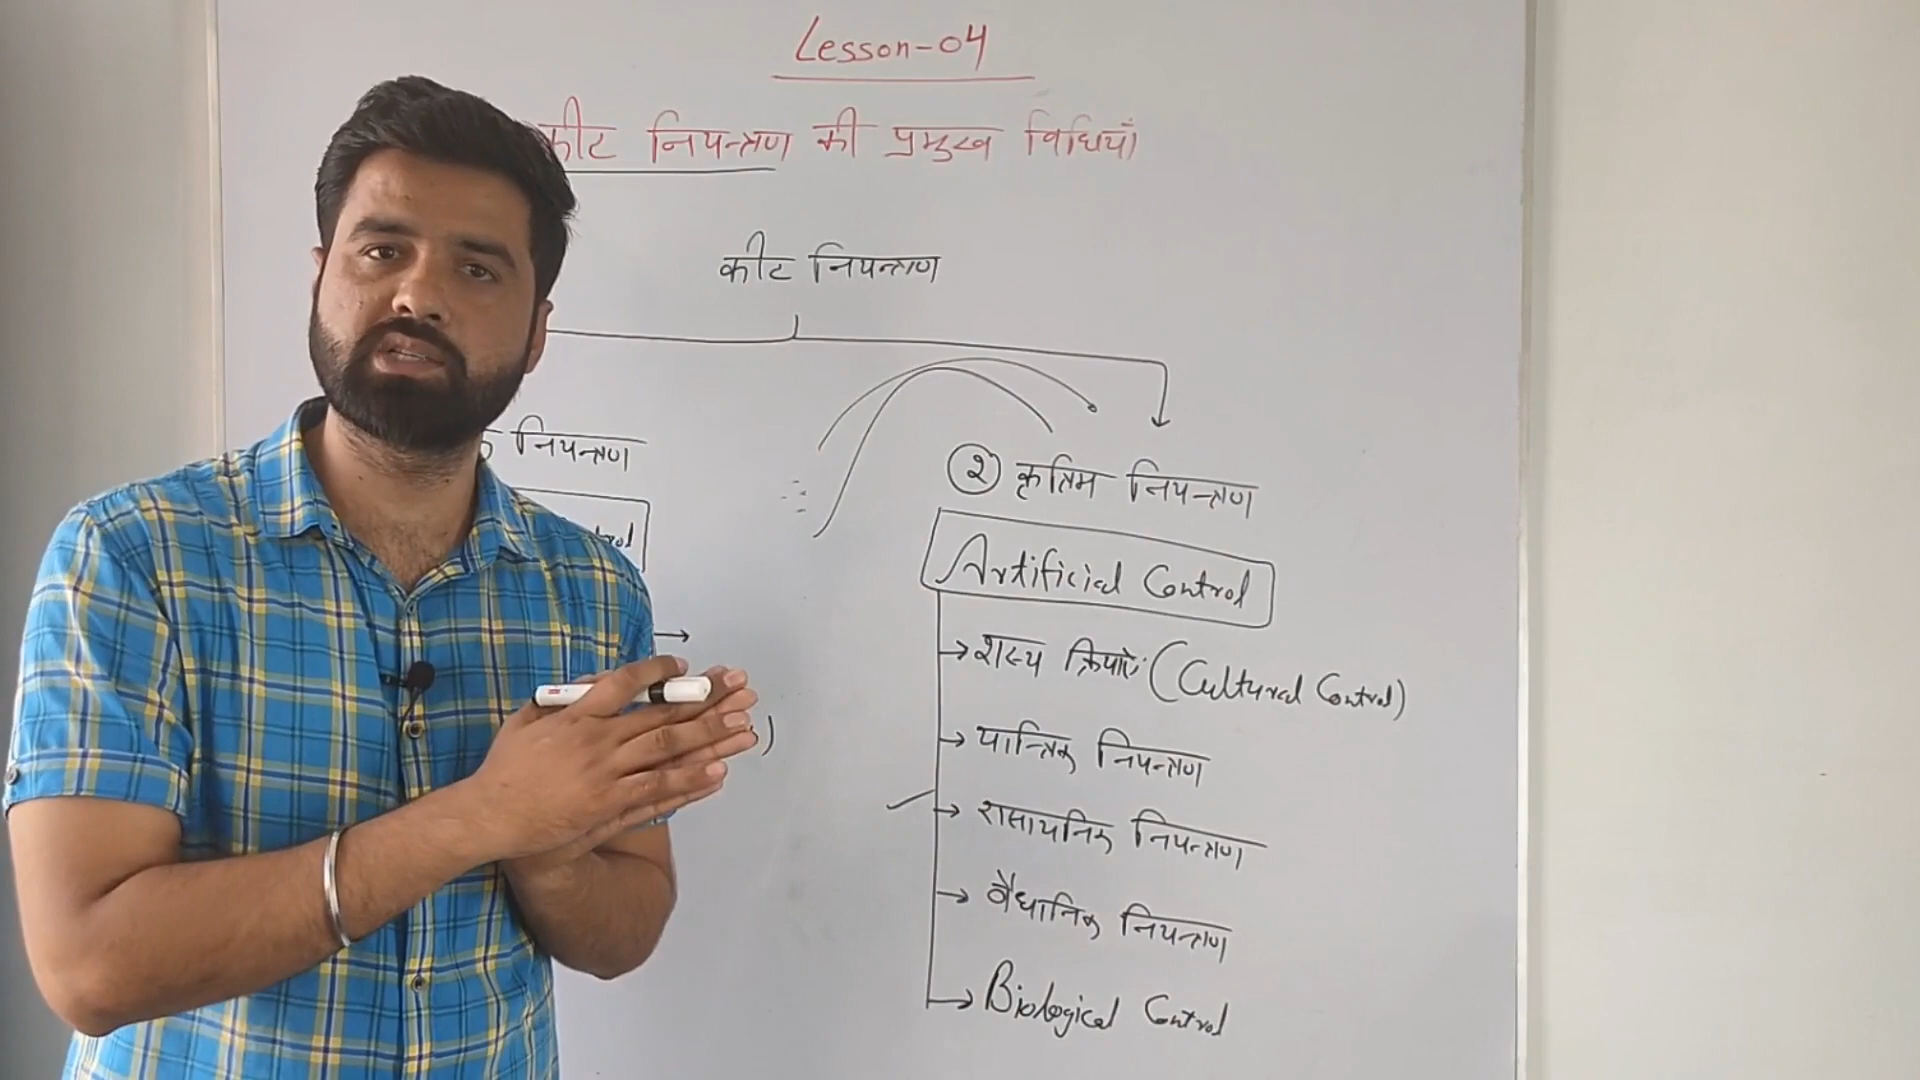 Lesson-04
कीट नियन्त्रण की प्रमुख विधियाँ
कीट नियन्त्रण
नियन्त्रण
② कृत्रिम नियन्त्रण
Artificial Control
→ शस्य क्रियाएं (Cultural Control)
→ यान्त्रिक नियन्त्रण
→ रासायनिक नियन्त्रण
→ वैधानिक नियन्त्रण
→ Biological Control